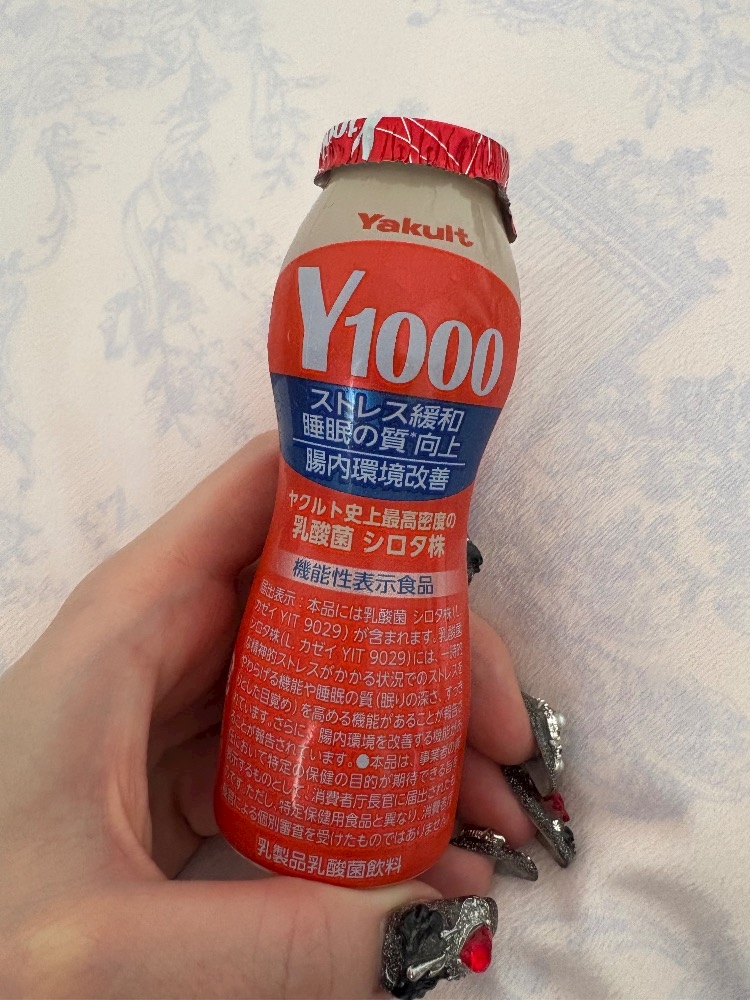 Yakult
Y1000
ストレス緩和
睡眠の質*向上
腸内環境改善
ヤクルト史上最高密度の
乳酸菌 シロタ株
機能性表示食品
届出表示：本品には乳酸菌 シロタ株(L.
カゼイ YIT 9029) が含まれます。乳酸菌
シロタ株(L. カゼイ YIT 9029)には、一時的
な精神的ストレスがかかる状況でのストレスを
やわらげる機能や睡眠の質(眠りの深さ、すっき
りとした目覚め)を高める機能があることが報告さ
れています。さらに、腸内環境を改善する機能がある
ことが報告されています。●本品は、事業者の
において特定の保健の目的が期待できる旨を
表示するものとして、消費者庁長官に届出された
です。ただし、特定保健用食品と異なり、消費者
による個別審査を受けたものではありません。
乳製品乳酸菌飲料